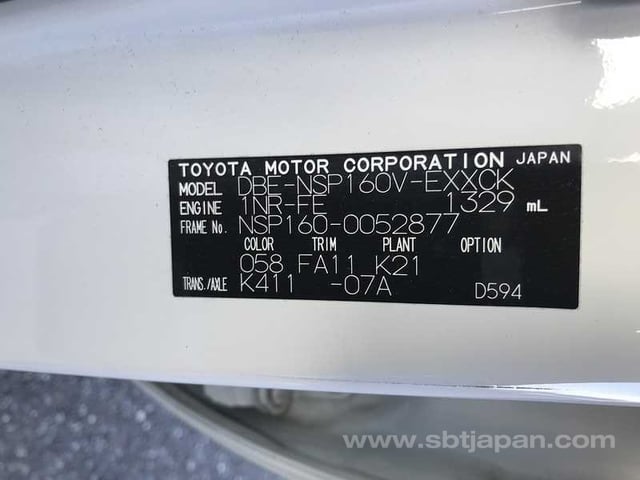 TOYOTA MOTOR CORPORATION JAPAN
MODEL DBE-NSP160V-EXXCK
ENGINE 1NR-FE 1329 mL
FRAME No. NSP160-0052877
COLOR TRIM PLANT OPTION
058 FA11 K21
TRANS./AXLE K411 -07A D594
www.sbtjapan.com